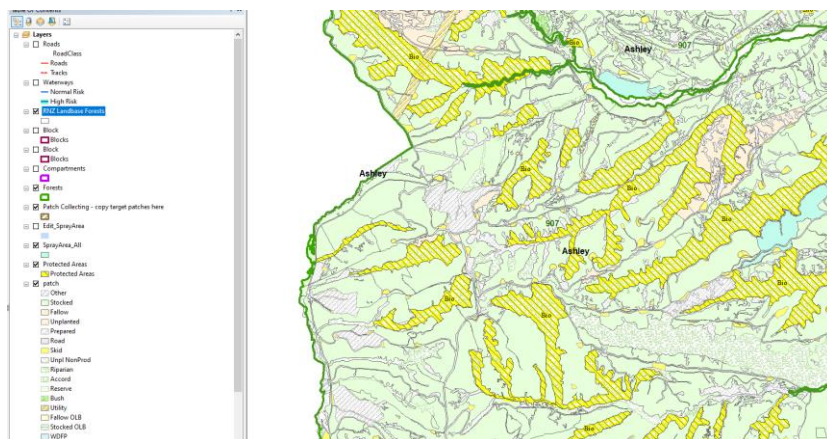 Table Of Contents
Layers
Roads
RoadClass
Roads
Tracks
Waterways
Normal Risk
High Risk
RNZ Landbase Forests
Block
Blocks
Block
Blocks
Compartments
Forests
Patch Collecting - copy target patches here
Edit_SprayArea
SprayArea_All
Protected Areas
Protected Areas
patch
Other
Stocked
Fallow
Unplanted
Prepared
Road
Skid
Unpl NonProd
Riparian
Accord
Reserve
Bush
Utility
Fallow OLB
Stocked OLB
WDFP
Bio
Ashley
907
Bio
Bio
Bio
Ashley
Bio
Bio
907
Ashley
Bio
Bio
Bio
Bio